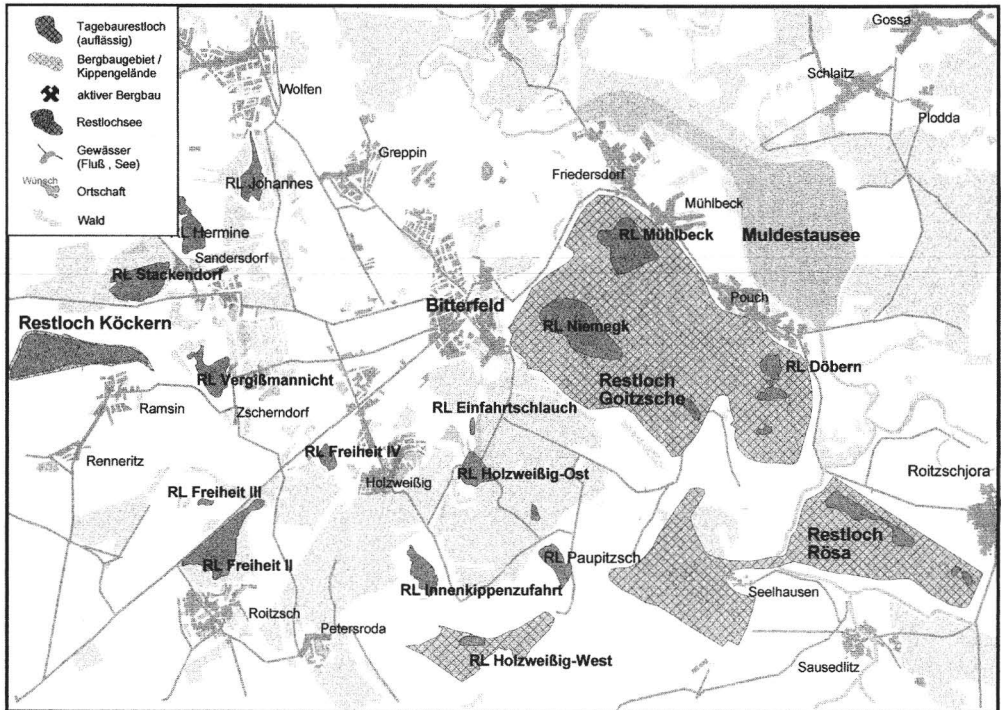 Tagebaurestloch
(auflässig)
Bergbaugebiet /
Kippengelände
aktiver Bergbau
Restlochsee
Gewässer
(Fluß , See)
Wünsch
Ortschaft
Wald
Gossa
Schlaitz
Plodda
Wolfen
Greppin
Friedersdorf
RL Johannes
Mühlbeck
RL Hermine
RL Mühlbeck
Muldestausee
Sandersdorf
RL Stackendorf
Bitterfeld
Pouch
Restloch Köckern
RL Niemegk
RL Döbern
RL Vergißmannicht
Restloch
Goitzsche
Ramsin
Zscherndorf
RL Einfahrtschlauch
Renneritz
RL Freiheit IV
Holzweißig
RL Holzweißig-Ost
Roitzschjora
RL Freiheit III
Restloch
Rösa
RL Freiheit II
RL Paupitzsch
RL Innenkippenzufahrt
Seelhausen
Roitzsch
Petersroda
RL Holzweißig-West
Sausedlitz